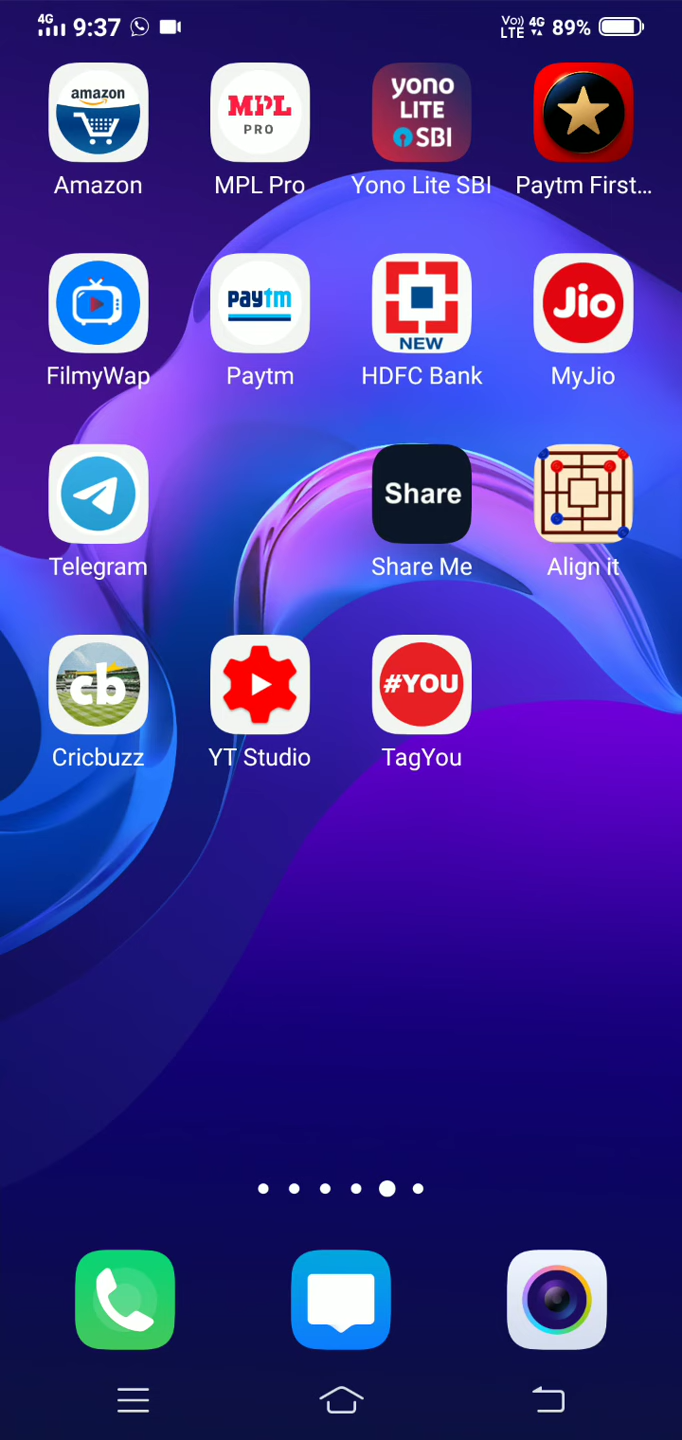 4G 9:37 Vo) LTE 4G 89%
amazon
MPL PRO
yono LITE SBI
Amazon MPL Pro Yono Lite SBI Paytm First...
paytm
NEW
Jio
FilmyWap Paytm HDFC Bank MyJio
Share
Telegram Share Me Align it
cb
#YOU
Cricbuzz YT Studio TagYou